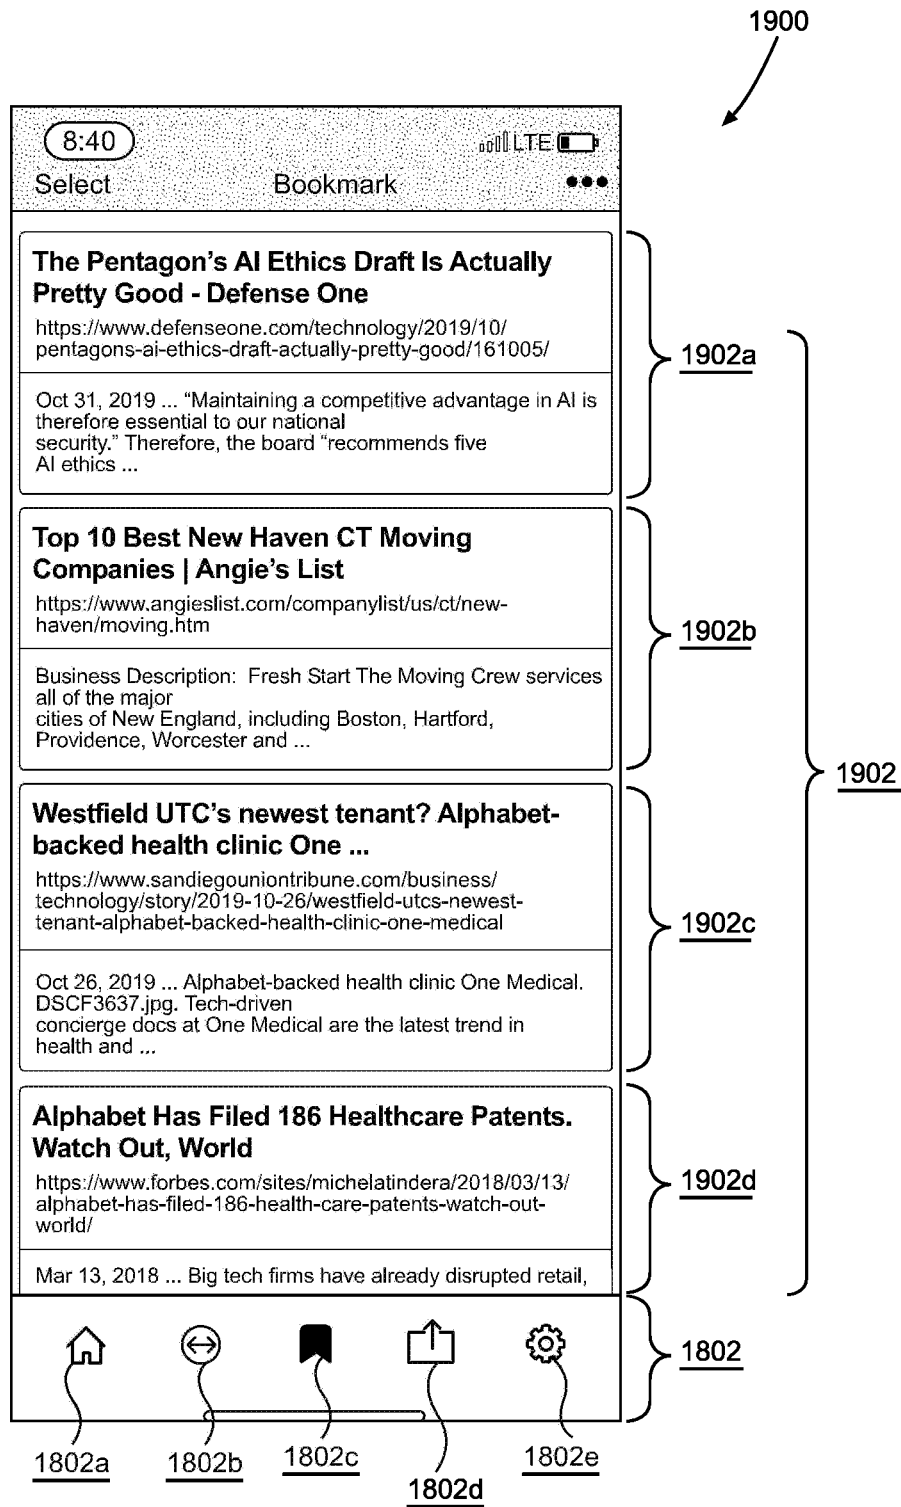 1900
8:40
LTE
Select
Bookmark
The Pentagon’s AI Ethics Draft Is Actually
Pretty Good - Defense One
https://www.defenseone.com/technology/2019/10/
pentagons-ai-ethics-draft-actually-pretty-good/161005/
1902a
Oct 31, 2019 ... “Maintaining a competitive advantage in AI is
therefore essential to our national
security.” Therefore, the board “recommends five
AI ethics ...
Top 10 Best New Haven CT Moving
Companies | Angie’s List
https://www.angieslist.com/companylist/us/ct/new-
haven/moving.htm
1902b
Business Description:  Fresh Start The Moving Crew services
all of the major
cities of New England, including Boston, Hartford,
Providence, Worcester and ...
1902
Westfield UTC’s newest tenant? Alphabet-
backed health clinic One ...
https://www.sandiegouniontribune.com/business/
technology/story/2019-10-26/westfield-utcs-newest-
tenant-alphabet-backed-health-clinic-one-medical
1902c
Oct 26, 2019 ... Alphabet-backed health clinic One Medical.
DSCF3637.jpg. Tech-driven
concierge docs at One Medical are the latest trend in
health and ...
Alphabet Has Filed 186 Healthcare Patents.
Watch Out, World
https://www.forbes.com/sites/michelatindera/2018/03/13/
alphabet-has-filed-186-health-care-patents-watch-out-
world/
1902d
Mar 13, 2018 ... Big tech firms have already disrupted retail,
1802
1802a
1802b
1802c
1802d
1802e